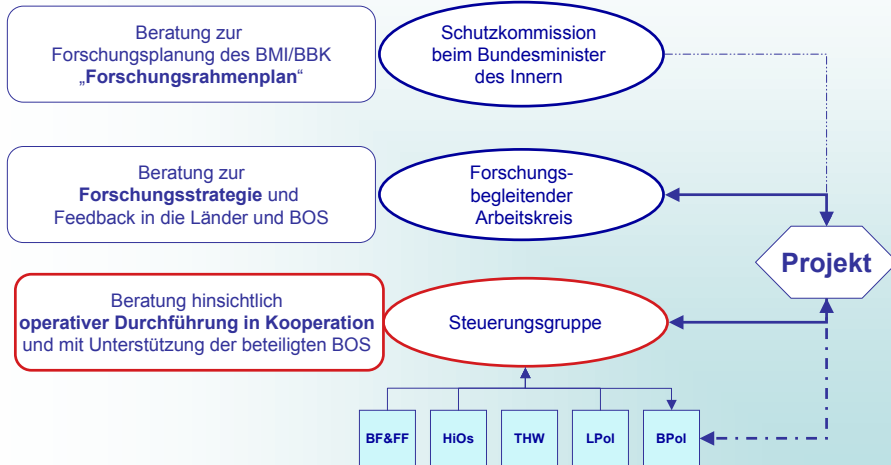 Beratung zur
Forschungsplanung des BMI/BBK
„Forschungsrahmenplan“
Schutzkommission
beim Bundesminister
des Innern
Beratung zur
Forschungsstrategie und
Feedback in die Länder und BOS
Forschungs-
begleitender
Arbeitskreis
Projekt
Beratung hinsichtlich
operativer Durchführung in Kooperation
und mit Unterstützung der beteiligten BOS
Steuerungsgruppe
BF&FF
HiOs
THW
LPol
BPol